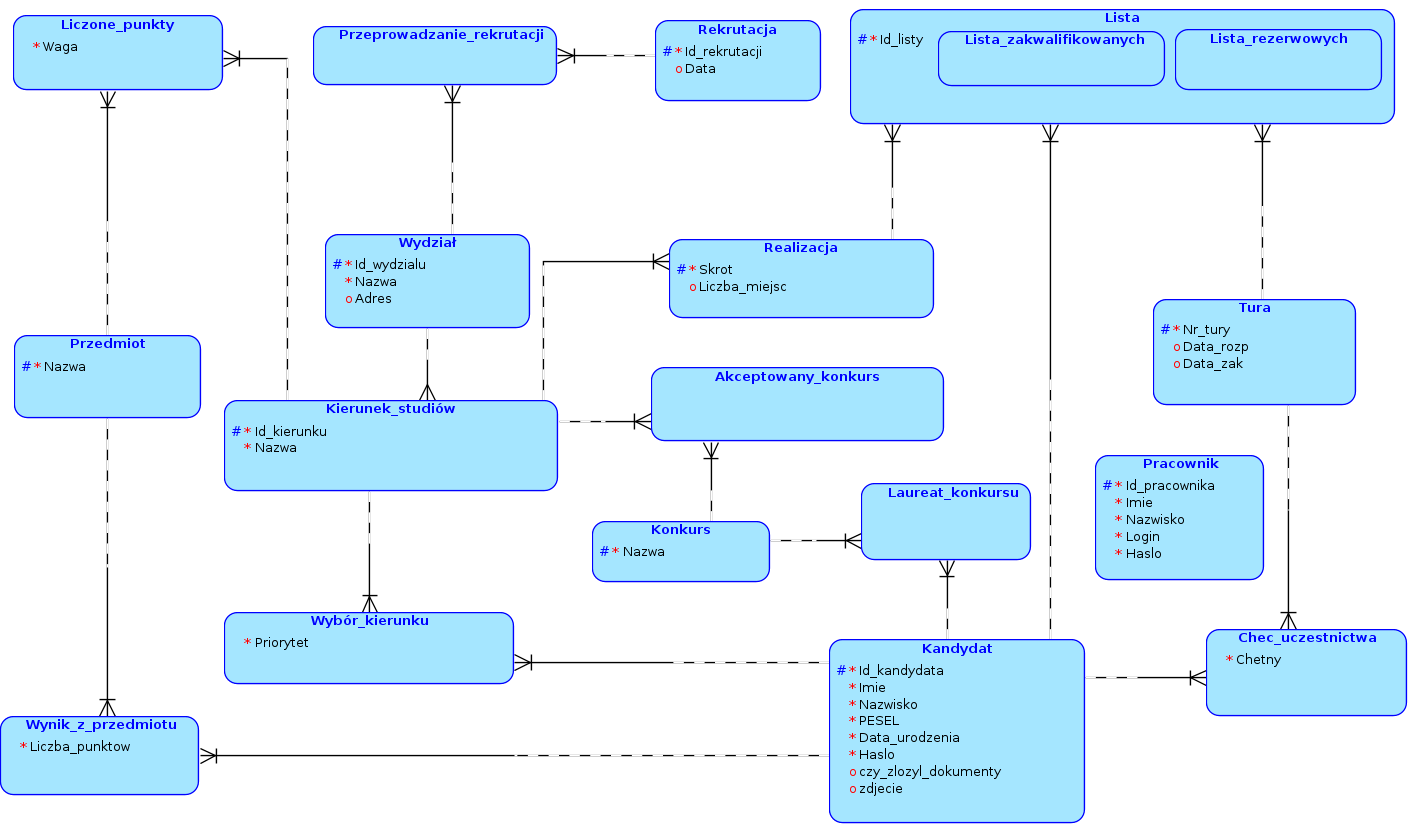 Liczone_punkty
* Waga
Przeprowadzanie_rekrutacji
Rekrutacja
# * Id_rekrutacji
o Data
Lista
# * Id_listy
Lista_zakwalifikowanych
Lista_rezerwowych
Wydział
# * Id_wydzialu
* Nazwa
o Adres
Realizacja
# * Skrot
o Liczba_miejsc
Tura
# * Nr_tury
o Data_rozp
o Data_zak
Przedmiot
# * Nazwa
Kierunek_studiów
# * Id_kierunku
* Nazwa
Akceptowany_konkurs
Pracownik
# * Id_pracownika
* Imie
* Nazwisko
* Login
* Haslo
Laureat_konkursu
Konkurs
# * Nazwa
Wybór_kierunku
* Priorytet
Kandydat
# * Id_kandydata
* Imie
* Nazwisko
* PESEL
* Data_urodzenia
* Haslo
o czy_zlozyl_dokumenty
o zdjecie
Chec_uczestnictwa
* Chetny
Wynik_z_przedmiotu
* Liczba_punktow